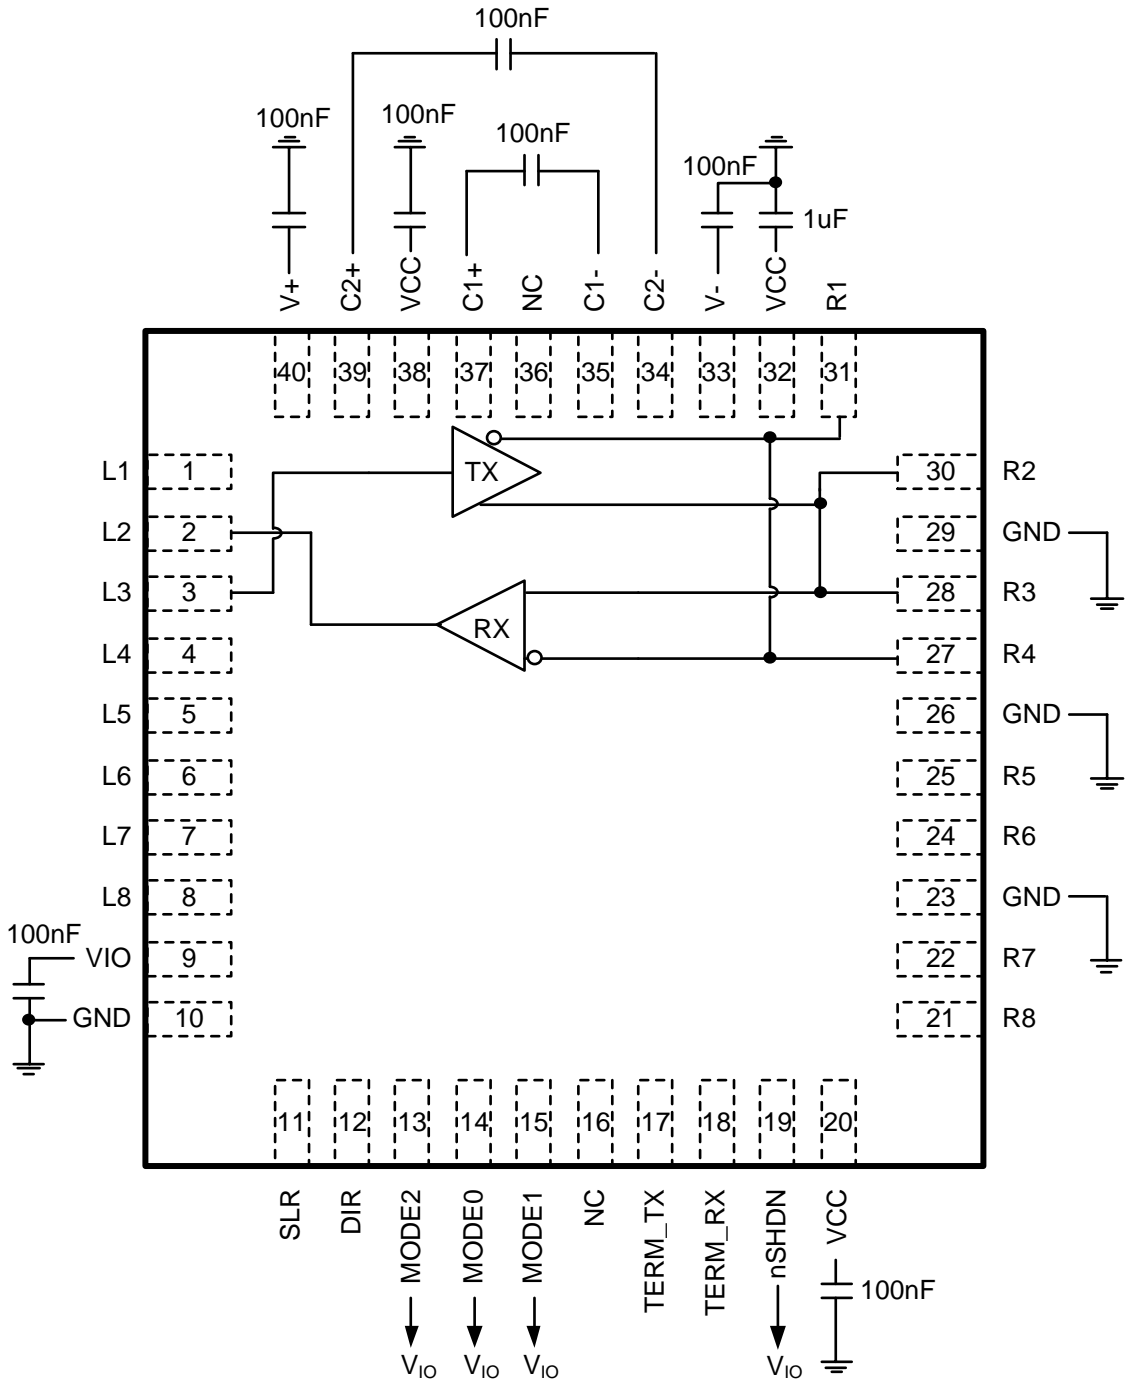 100nF
100nF
100nF
100nF
100nF
1uF
V+
C2+
VCC
C1+
NC
C1-
C2-
V-
VCC
R1
40
39
38
37
36
35
34
33
32
31
L1
1
TX
30
R2
L2
2
29
GND
L3
3
28
R3
RX
L4
4
27
R4
L5
5
26
GND
L6
6
25
R5
L7
7
24
R6
L8
8
23
GND
100nF
VIO
9
22
R7
GND
10
21
R8
11
12
13
14
15
16
17
18
19
20
SLR
DIR
MODE2
MODE0
MODE1
NC
TERM_TX
TERM_RX
nSHDN
VCC
100nF
VIO
VIO
VIO
VIO